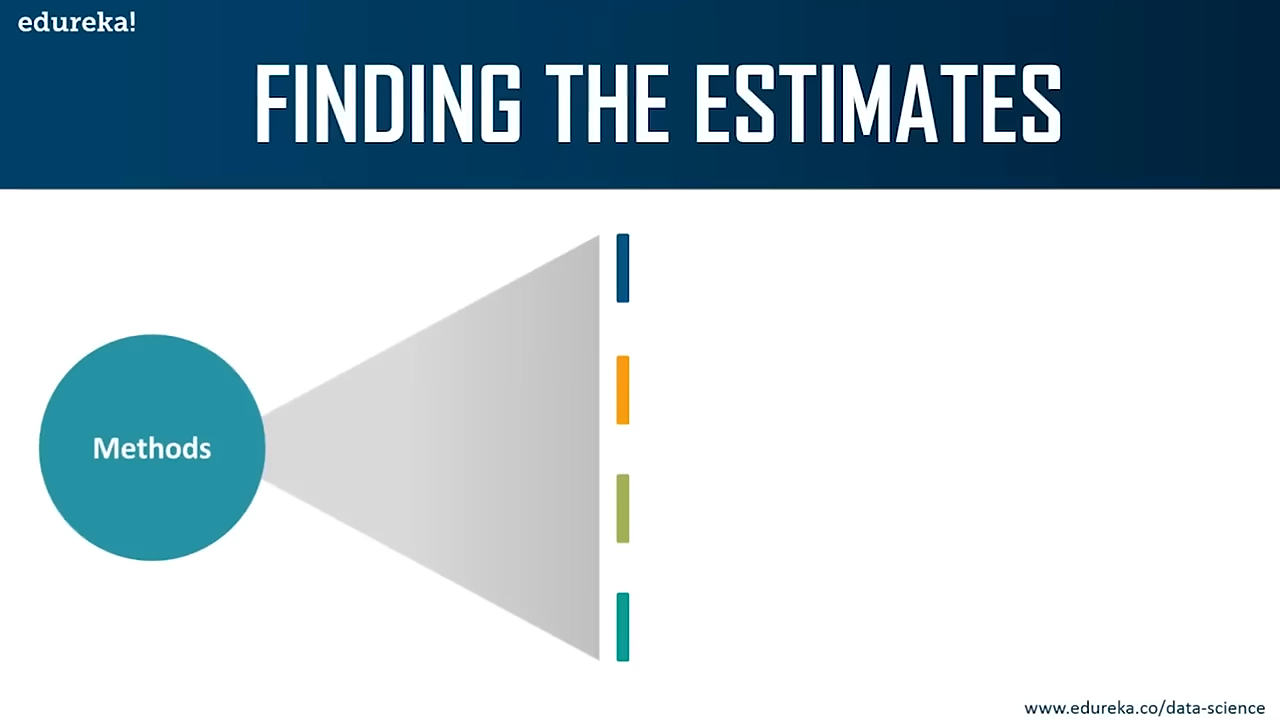 edureka!
FINDING THE ESTIMATES
Methods
www.edureka.co/data-science